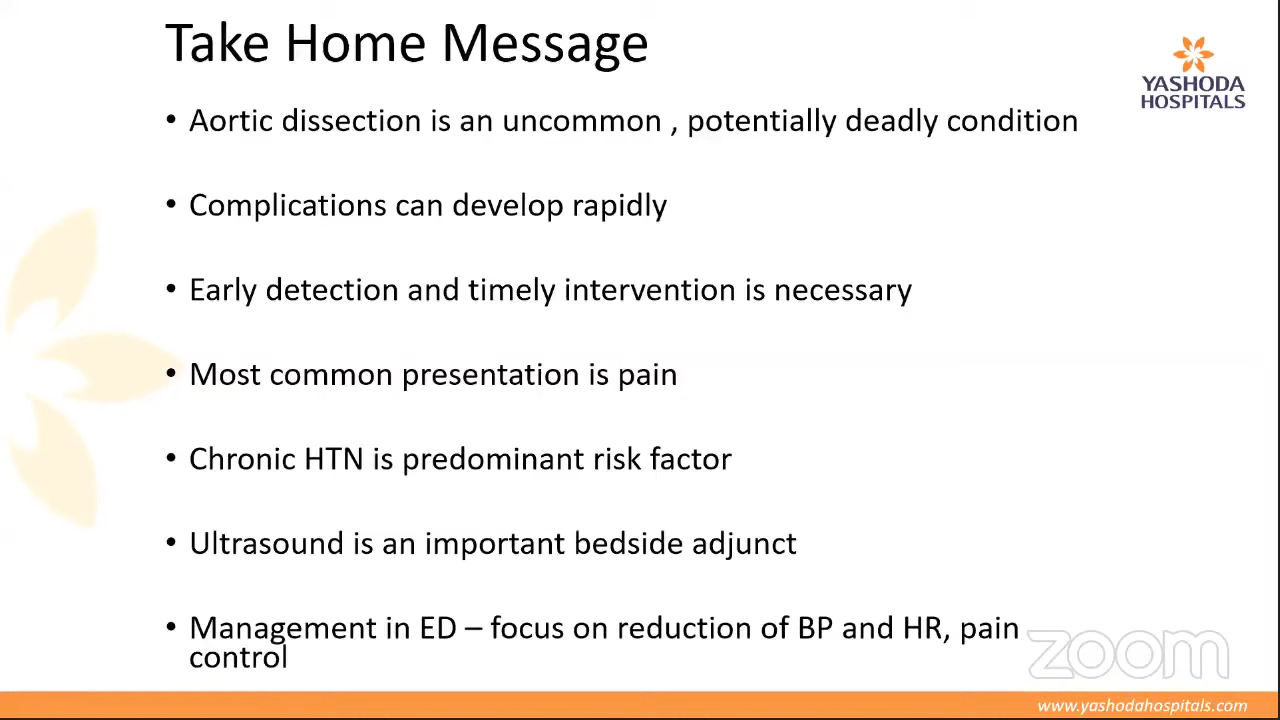 Take Home Message
YASHODA
HOSPITALS
• Aortic dissection is an uncommon , potentially deadly condition
• Complications can develop rapidly
• Early detection and timely intervention is necessary
• Most common presentation is pain
• Chronic HTN is predominant risk factor
• Ultrasound is an important bedside adjunct
• Management in ED – focus on reduction of BP and HR, pain
control
zoom
www.yashodahospitals.com